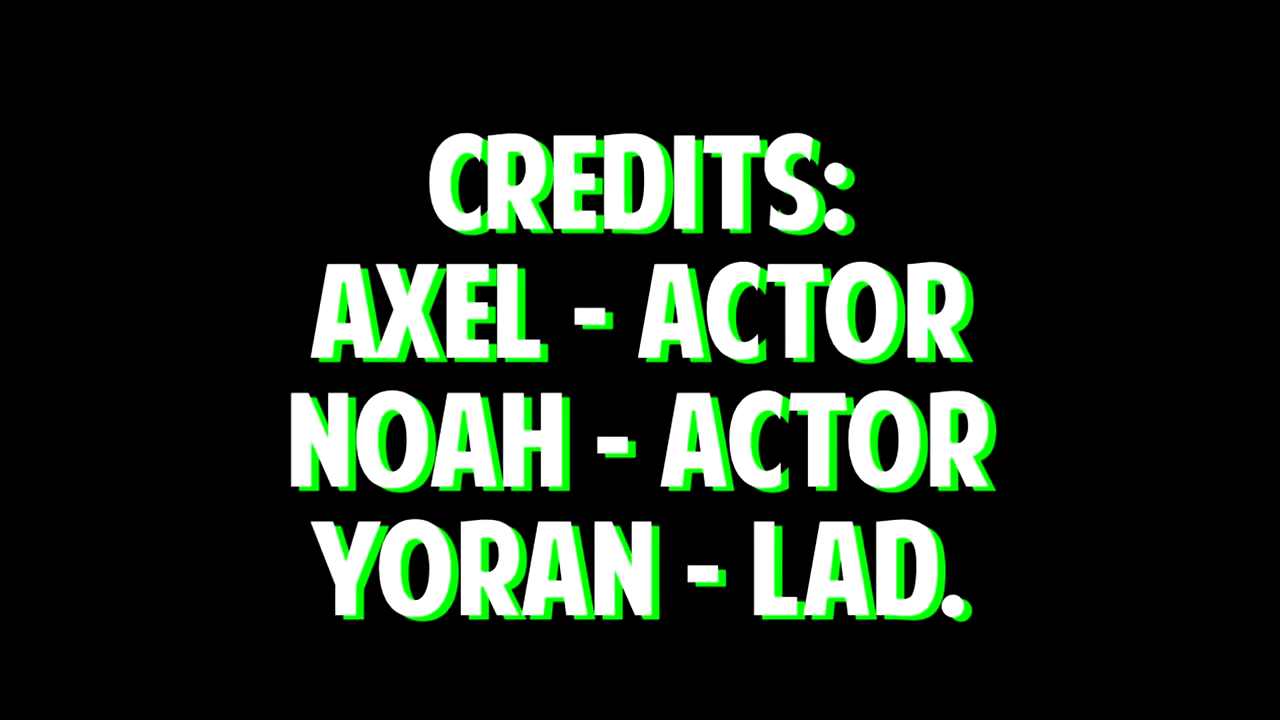 CREDITS:
AXEL - ACTOR
NOAH - ACTOR
YORAN - LAD.